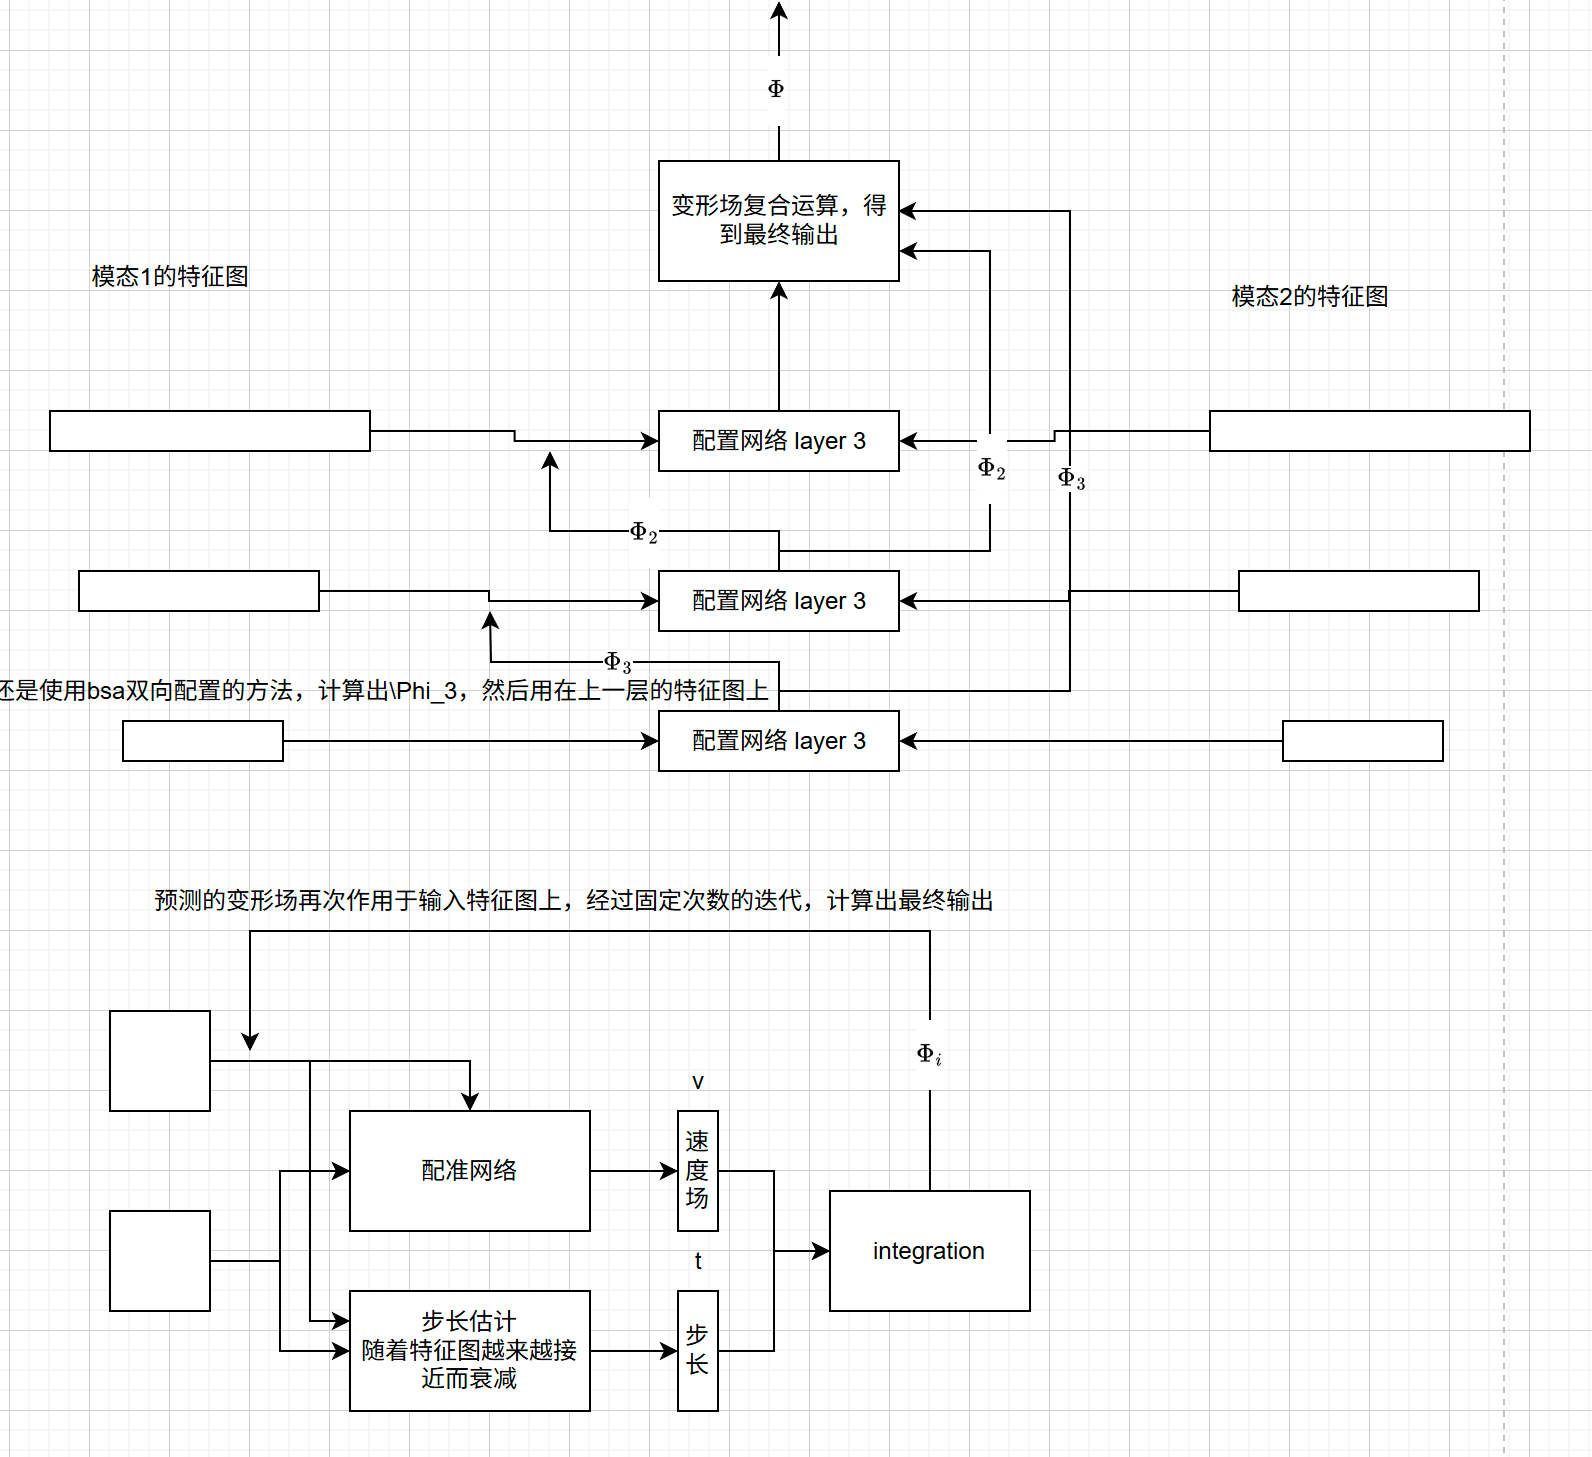 Φ
变形场复合运算，得
到最终输出
模态1的特征图
模态2的特征图
配置网络 layer 3
Φ₂
Φ₃
Φ₂
配置网络 layer 3
Φ₃
还是使用bsa双向配置的方法，计算出\Phi_3，然后用在上一层的特征图上
配置网络 layer 3
预测的变形场再次作用于输入特征图上，经过固定次数的迭代，计算出最终输出
Φᵢ
v
速
度
场
配准网络
t
integration
步长估计
随着特征图越来越接
近而衰减
步
长